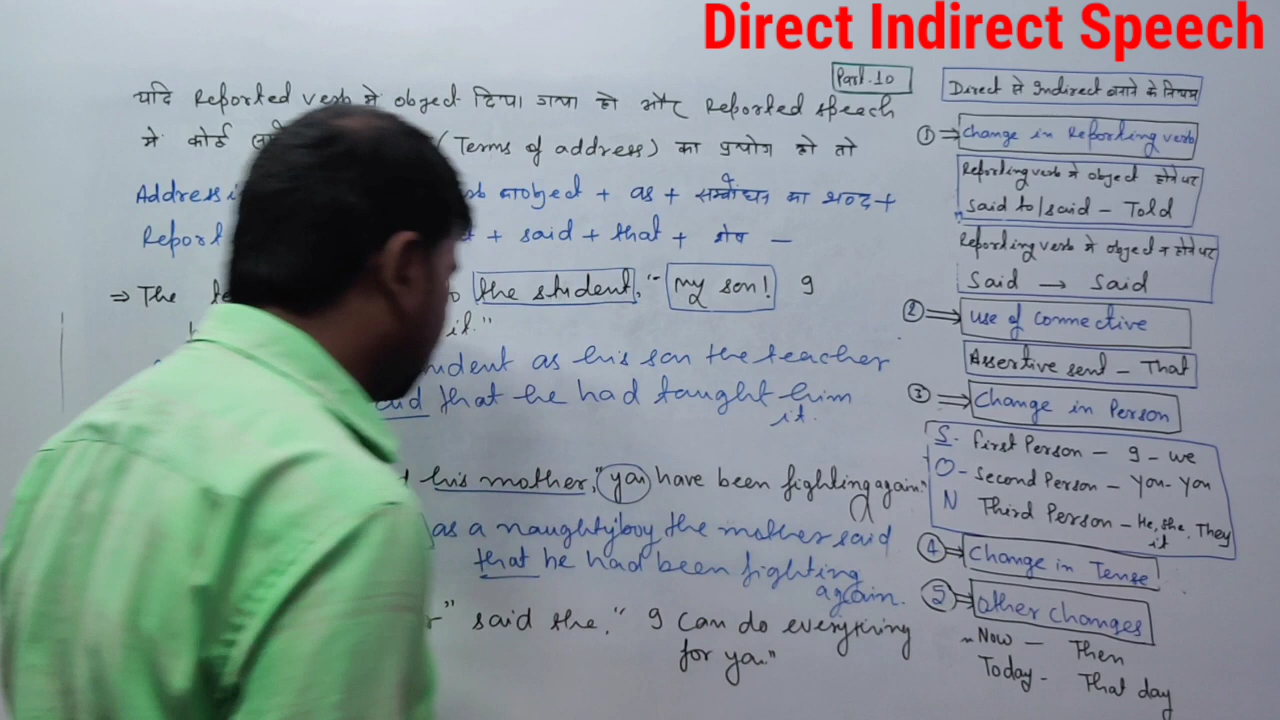 Direct Indirect Speech
Part-10
यदि Reported verb मे object दिया गया हो और Reported speech
मे कोई (Terms of address) का प्रयोग हो तो
object + as + सम्बोधन का शब्द +
+ said + that + शेष -
⇒ The the student, "my son! I
it."
as his son the teacher
that he had taught him
it.
his mother, "you have been fighting again."
as a naughty boy the mother said
that he had been fighting
again.
" said she, " I can do everything
for you."
Direct से Indirect बनाने के नियम
① ⇒ Change in Reporting verb
Reporting verb मे object होने पर
Said to/said - Told
Reporting verb मे object न होने पर
Said → Said
② ⇒ Use of connective
Assertive sent - That
③ ⇒ Change in Person
S- First Person - I - we
O- Second Person - You - You
N Third Person - He, she, They
it
④ ⇒ Change in Tense
⑤ ⇒ Other Changes
Now - Then
Today - That day